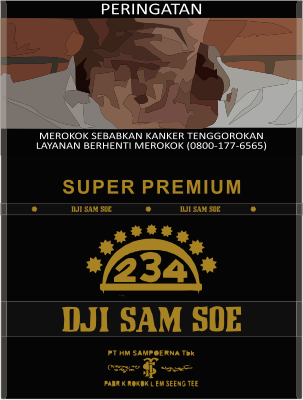 PERINGATAN
MEROKOK SEBABKAN KANKER TENGGOROKAN
LAYANAN BERHENTI MEROKOK (0800-177-6565)
SUPER PREMIUM
DJI SAM SOE DJI SAM SOE
234
DJI SAM SOE
PT HM SAMPOERNA Tbk
PABR K ROKOK L EM SEENG TEE